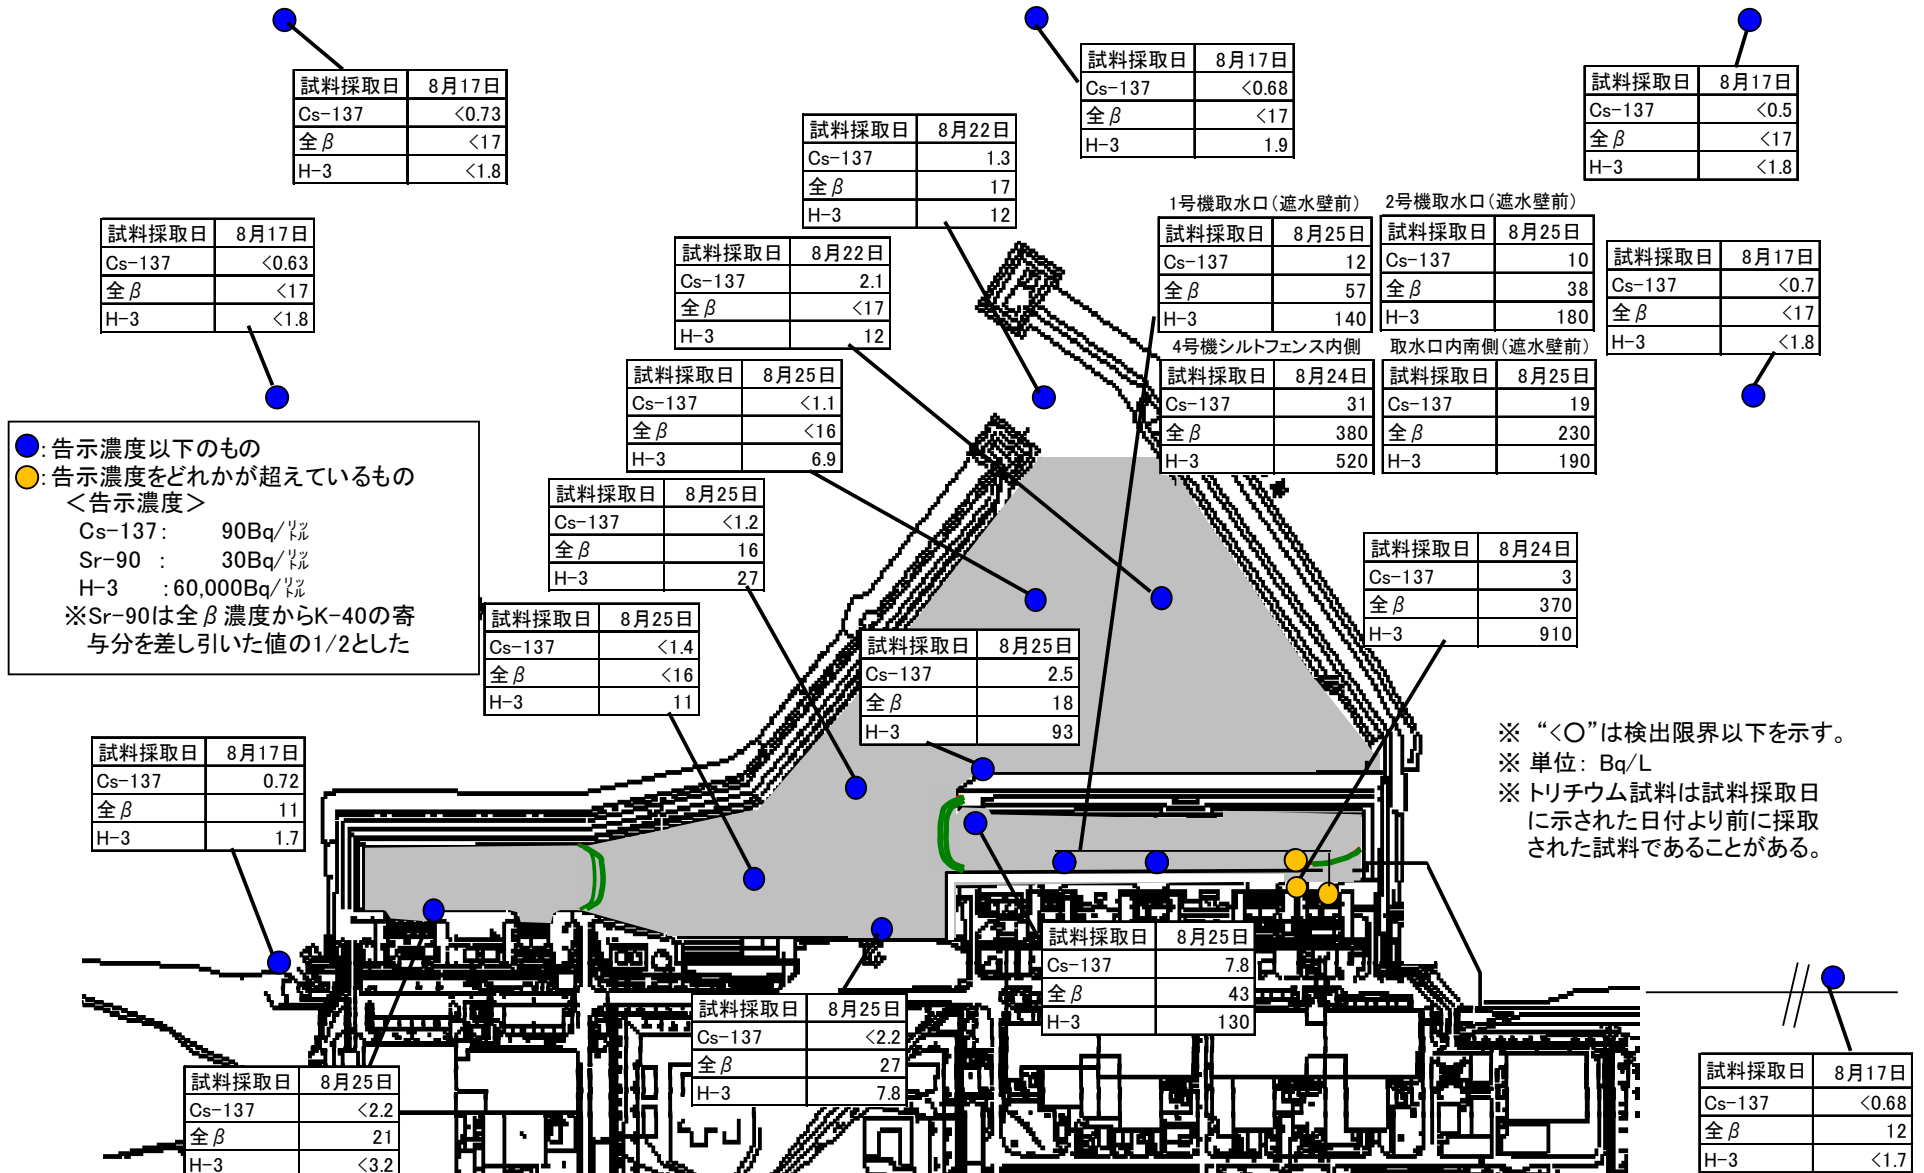 試料採取日 8月17日
Cs-137 <0.73
全β <17
H-3 <1.8
試料採取日 8月17日
Cs-137 <0.68
全β <17
H-3 1.9
試料採取日 8月17日
Cs-137 <0.5
全β <17
H-3 <1.8
試料採取日 8月22日
Cs-137 1.3
全β 17
H-3 12
試料採取日 8月17日
Cs-137 <0.63
全β <17
H-3 <1.8
試料採取日 8月22日
Cs-137 2.1
全β <17
H-3 12
1号機取水口(遮水壁前)
試料採取日 8月25日
Cs-137 12
全β 57
H-3 140
2号機取水口(遮水壁前)
試料採取日 8月25日
Cs-137 10
全β 38
H-3 180
試料採取日 8月17日
Cs-137 <0.7
全β <17
H-3 <1.8
4号機シルトフェンス内側
試料採取日 8月24日
Cs-137 31
全β 380
H-3 520
取水口内南側(遮水壁前)
試料採取日 8月25日
Cs-137 19
全β 230
H-3 190
試料採取日 8月25日
Cs-137 <1.1
全β <16
H-3 6.9
:告示濃度以下のもの
:告示濃度をどれかが超えているもの
<告示濃度>
Cs-137: 90Bq/㍑
Sr-90 : 30Bq/㍑
H-3 :60,000Bq/㍑
※Sr-90は全β濃度からK-40の寄
与分を差し引いた値の1/2とした
試料採取日 8月25日
Cs-137 <1.2
全β 16
H-3 27
試料採取日 8月24日
Cs-137 3
全β 370
H-3 910
試料採取日 8月25日
Cs-137 <1.4
全β <16
H-3 11
試料採取日 8月25日
Cs-137 2.5
全β 18
H-3 93
※ “<○”は検出限界以下を示す。
※ 単位: Bq/L
※ トリチウム試料は試料採取日
に示された日付より前に採取
された試料であることがある。
試料採取日 8月17日
Cs-137 0.72
全β 11
H-3 1.7
試料採取日 8月25日
Cs-137 7.8
全β 43
H-3 130
試料採取日 8月25日
Cs-137 <2.2
全β 27
H-3 7.8
試料採取日 8月25日
Cs-137 <2.2
全β 21
H-3 <3.2
試料採取日 8月17日
Cs-137 <0.68
全β 12
H-3 <1.7